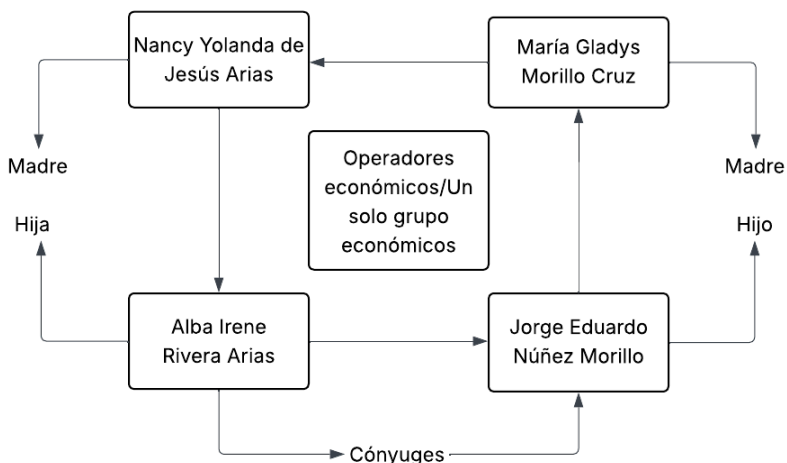 Nancy Yolanda de
Jesús Arias
María Gladys
Morillo Cruz
Madre
Hija
Operadores
económicos/Un
solo grupo
económicos
Madre
Hijo
Alba Irene
Rivera Arias
Jorge Eduardo
Núñez Morillo
Cónyuges